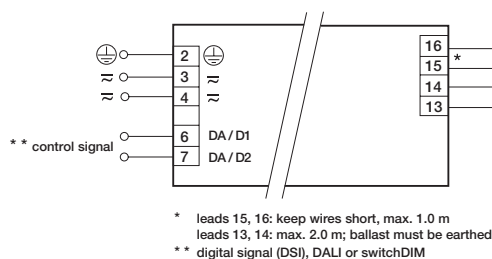 2
3
4
6 DA / D1
7 DA / D2
* * control signal
16
15 *
14
13
* leads 15, 16: keep wires short, max. 1.0 m
leads 13, 14: max. 2.0 m; ballast must be earthed
* * digital signal (DSI), DALI or switchDIM